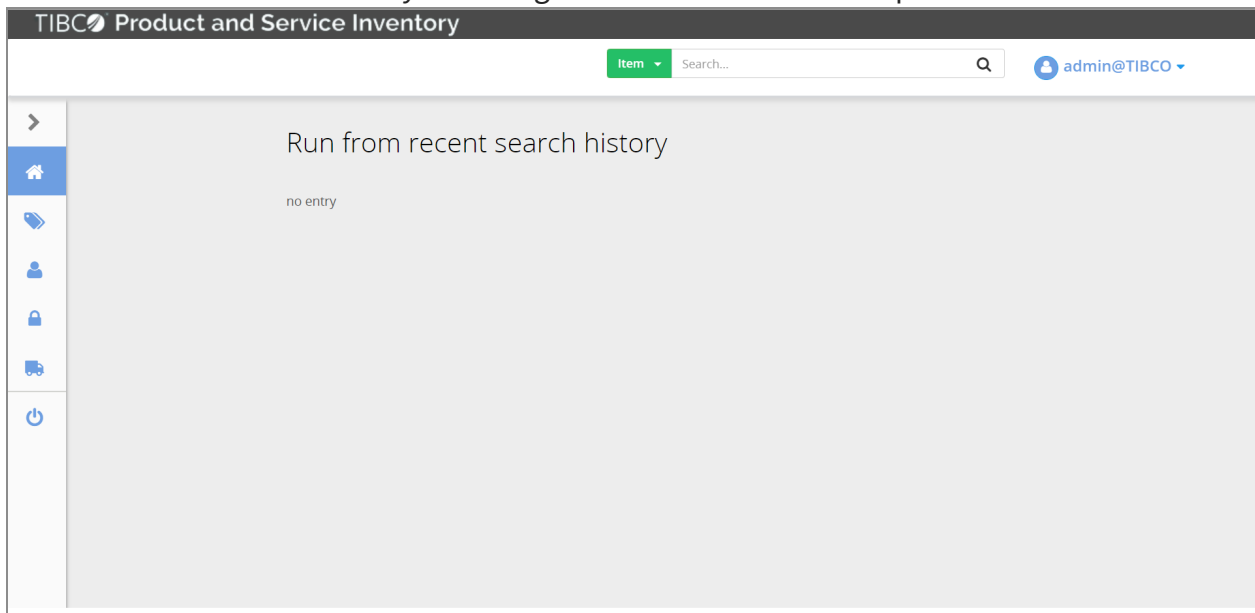 TIBCO Product and Service Inventory
Item Search... admin@TIBCO
Run from recent search history
no entry